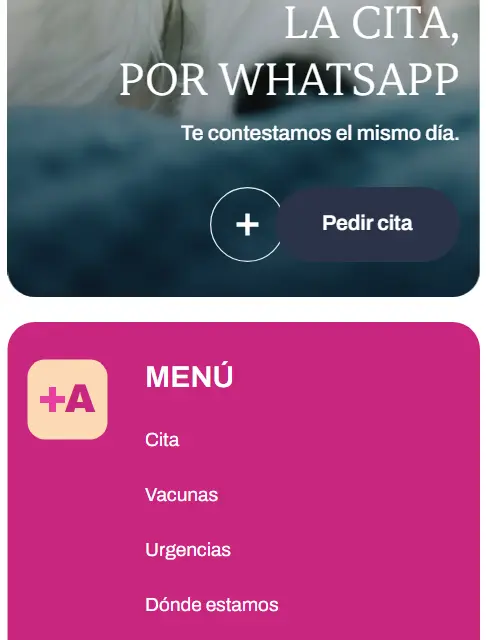 LA CITA,
POR WHATSAPP
Te contestamos el mismo día.
+
Pedir cita
+A
MENÚ
Cita
Vacunas
Urgencias
Dónde estamos